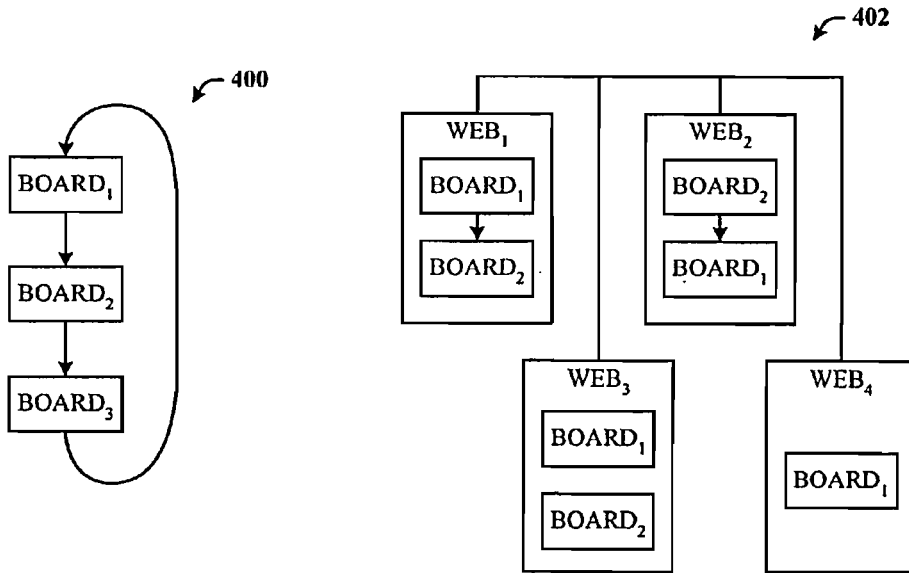 400
BOARD₁
BOARD₂
BOARD₃
402
WEB₁
BOARD₁
BOARD₂
WEB₂
BOARD₂
BOARD₁
WEB₃
BOARD₁
BOARD₂
WEB₄
BOARD₁